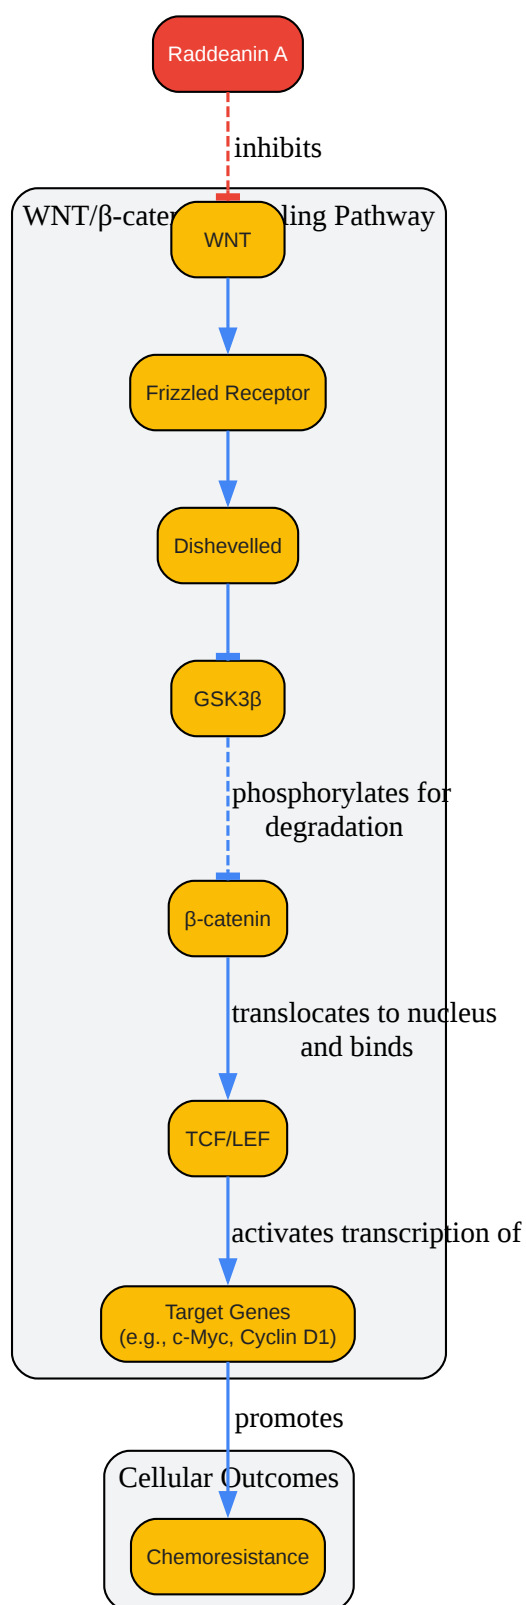 Raddeanin A
inhibits
WNT/β-cate ling Pathway
WNT
Frizzled Receptor
Dishevelled
GSK3β
phosphorylates for
degradation
β-catenin
translocates to nucleus
and binds
TCF/LEF
activates transcription of
Target Genes
(e.g., c-Myc, Cyclin D1)
promotes
Cellular Outcomes
Chemoresistance